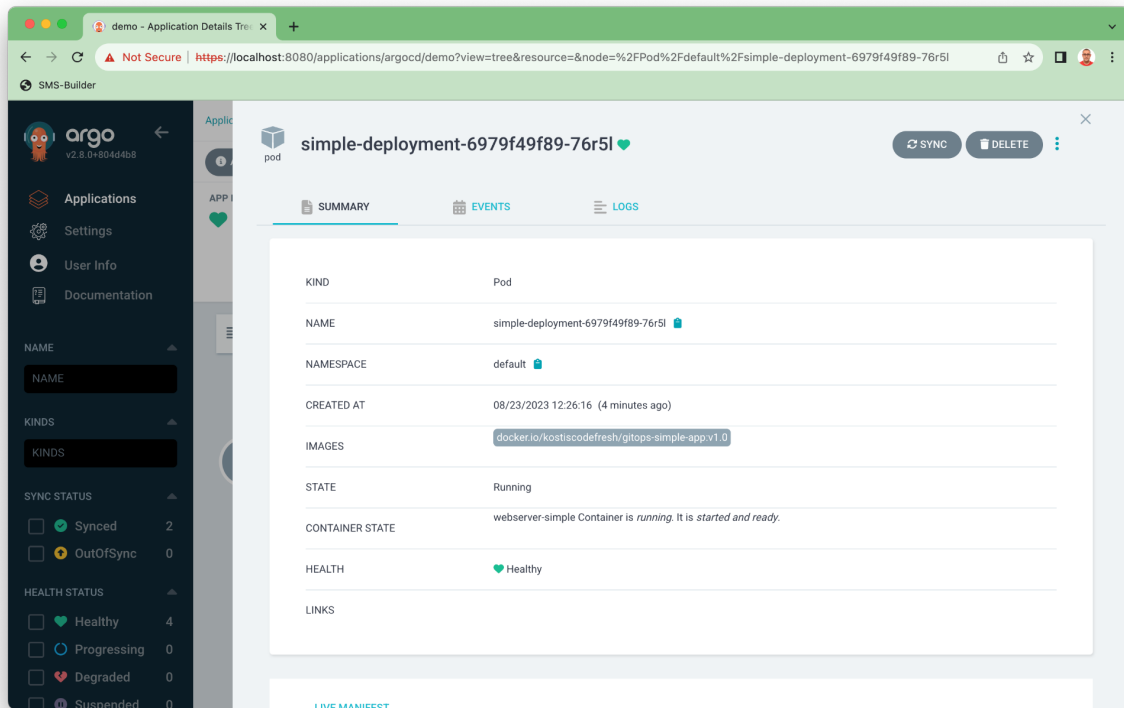 demo - Application Details Tree
Not Secure
https://localhost:8080/applications/argocd/demo?view=tree&resource=&node=%2FPod%2Fdefault%2Fsimple-deployment-6979f49f89-76r5l
SMS-Builder
argo
v2.8.0+804d4b8
Applications
Settings
User Info
Documentation
NAME
NAME
KINDS
KINDS
SYNC STATUS
Synced 2
OutOfSync 0
HEALTH STATUS
Healthy 4
Progressing 0
Degraded 0
Suspended 0
Applic
A
APP
pod
simple-deployment-6979f49f89-76r5l
SYNC
DELETE
SUMMARY
EVENTS
LOGS
KIND Pod
NAME simple-deployment-6979f49f89-76r5l
NAMESPACE default
CREATED AT 08/23/2023 12:26:16 (4 minutes ago)
IMAGES docker.io/kostiscodefresh/gitops-simple-app:v1.0
STATE Running
CONTAINER STATE webserver-simple Container is running. It is started and ready.
HEALTH Healthy
LINKS
LIVE MANIFEST